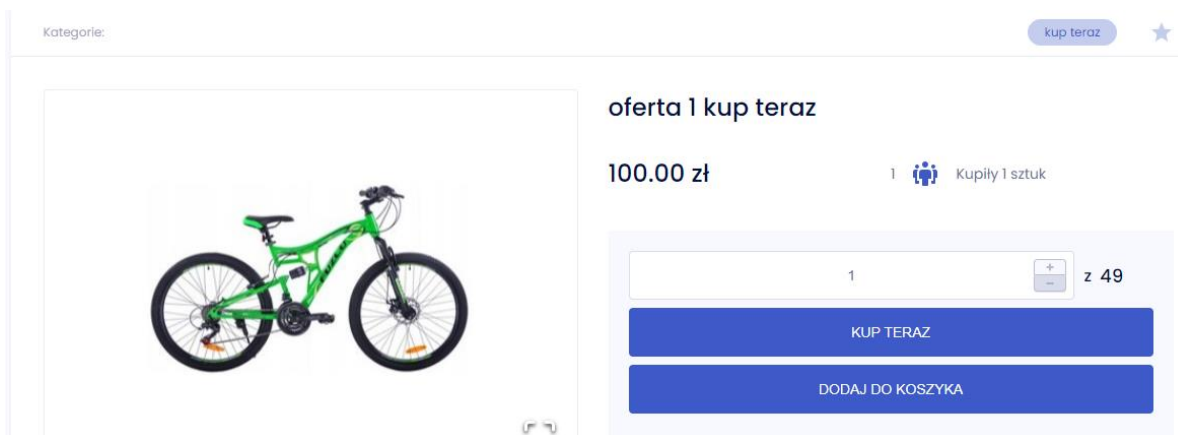 Kategorie:
kup teraz
oferta 1 kup teraz
100.00 zł
1 Kupiły 1 sztuk
1 + − z 49
KUP TERAZ
DODAJ DO KOSZYKA